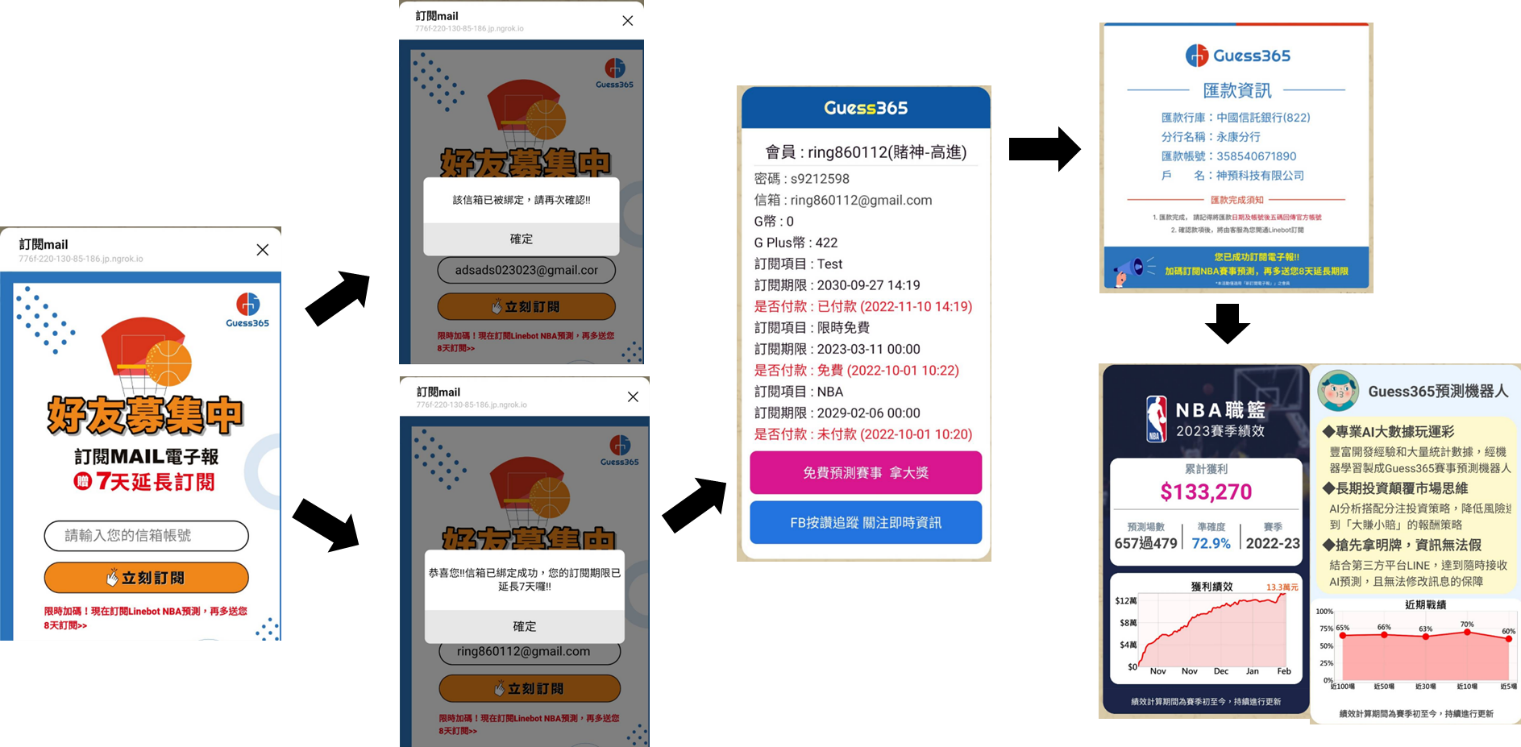 訂閱mail
776f-220-130-85-186.jp.ngrok.io
Guess365
好友募集中
訂閱MAIL電子報
贈7天延長訂閱
請輸入您的信箱帳號
立刻訂閱
限時加碼！現在訂閱Linebot NBA預測，再多送您
8天訂閱>>
訂閱mail
776f-220-130-85-186.jp.ngrok.io
Guess365
好友募集中
該信箱已被綁定，請再次確認!!
確定
adsads023023@gmail.cor
立刻訂閱
限時加碼！現在訂閱Linebot NBA預測，再多送您
8天訂閱>>
訂閱mail
776f-220-130-85-186.jp.ngrok.io
Guess365
好友募集中
恭喜您!!信箱已綁定成功，您的訂閱期限已
延長7天囉!!
確定
ring860112@gmail.com
立刻訂閱
限時加碼！現在訂閱Linebot NBA預測，再多送您
8天訂閱>>
Guess365
會員 : ring860112(賭神-高進)
密碼 : s9212598
信箱 : ring860112@gmail.com
G幣 : 0
G Plus幣 : 422
訂閱項目 : Test
訂閱期限 : 2030-09-27 14:19
是否付款 : 已付款 (2022-11-10 14:19)
訂閱項目 : 限時免費
訂閱期限 : 2023-03-11 00:00
是否付款 : 免費 (2022-10-01 10:22)
訂閱項目 : NBA
訂閱期限 : 2029-02-06 00:00
是否付款 : 未付款 (2022-10-01 10:20)
免費預測賽事 拿大獎
FB按讚追蹤 關注即時資訊
Guess365
匯款資訊
匯款行庫：中國信託銀行(822)
分行名稱：永康分行
匯款帳號：358540671890
戶 名：神預科技有限公司
匯款完成須知
1. 匯款完成， 請記得將匯款日期及帳號後五碼回傳官方帳號
2. 確認款項後，將由客服為您開通Linebot訂閱
您已成功訂閱電子報!!
加碼訂閱NBA賽事預測，再多送您8天延長期限
NBA
NBA職籃
2023賽季績效
累計獲利
$133,270
預測場數 準確度 賽季
657過479 72.9% 2022-23
獲利績效 13.3萬元
$12萬
$8萬
$4萬
$0
Nov Nov Dec Jan Feb
績效計算期間為賽季初至今，持續進行更新
13
Guess365預測機器人
◆專業AI大數據玩運彩
豐富開發經驗和大量統計數據，經機
器學習製成Guess365賽事預測機器人
◆長期投資顛覆市場思維
AI分析搭配分注投資策略，降低風險
到「大賺小賠」的報酬策略
◆搶先拿明牌，資訊無法假
結合第三方平台LINE，達到隨時接收
AI預測，且無法修改訊息的保障
近期戰績
100%
75%
50%
25%
0%
65% 66% 63% 70% 60%
近100場 近50場 近30場 近10場 近5場
績效計算期間為賽季初至今，持續進行更新